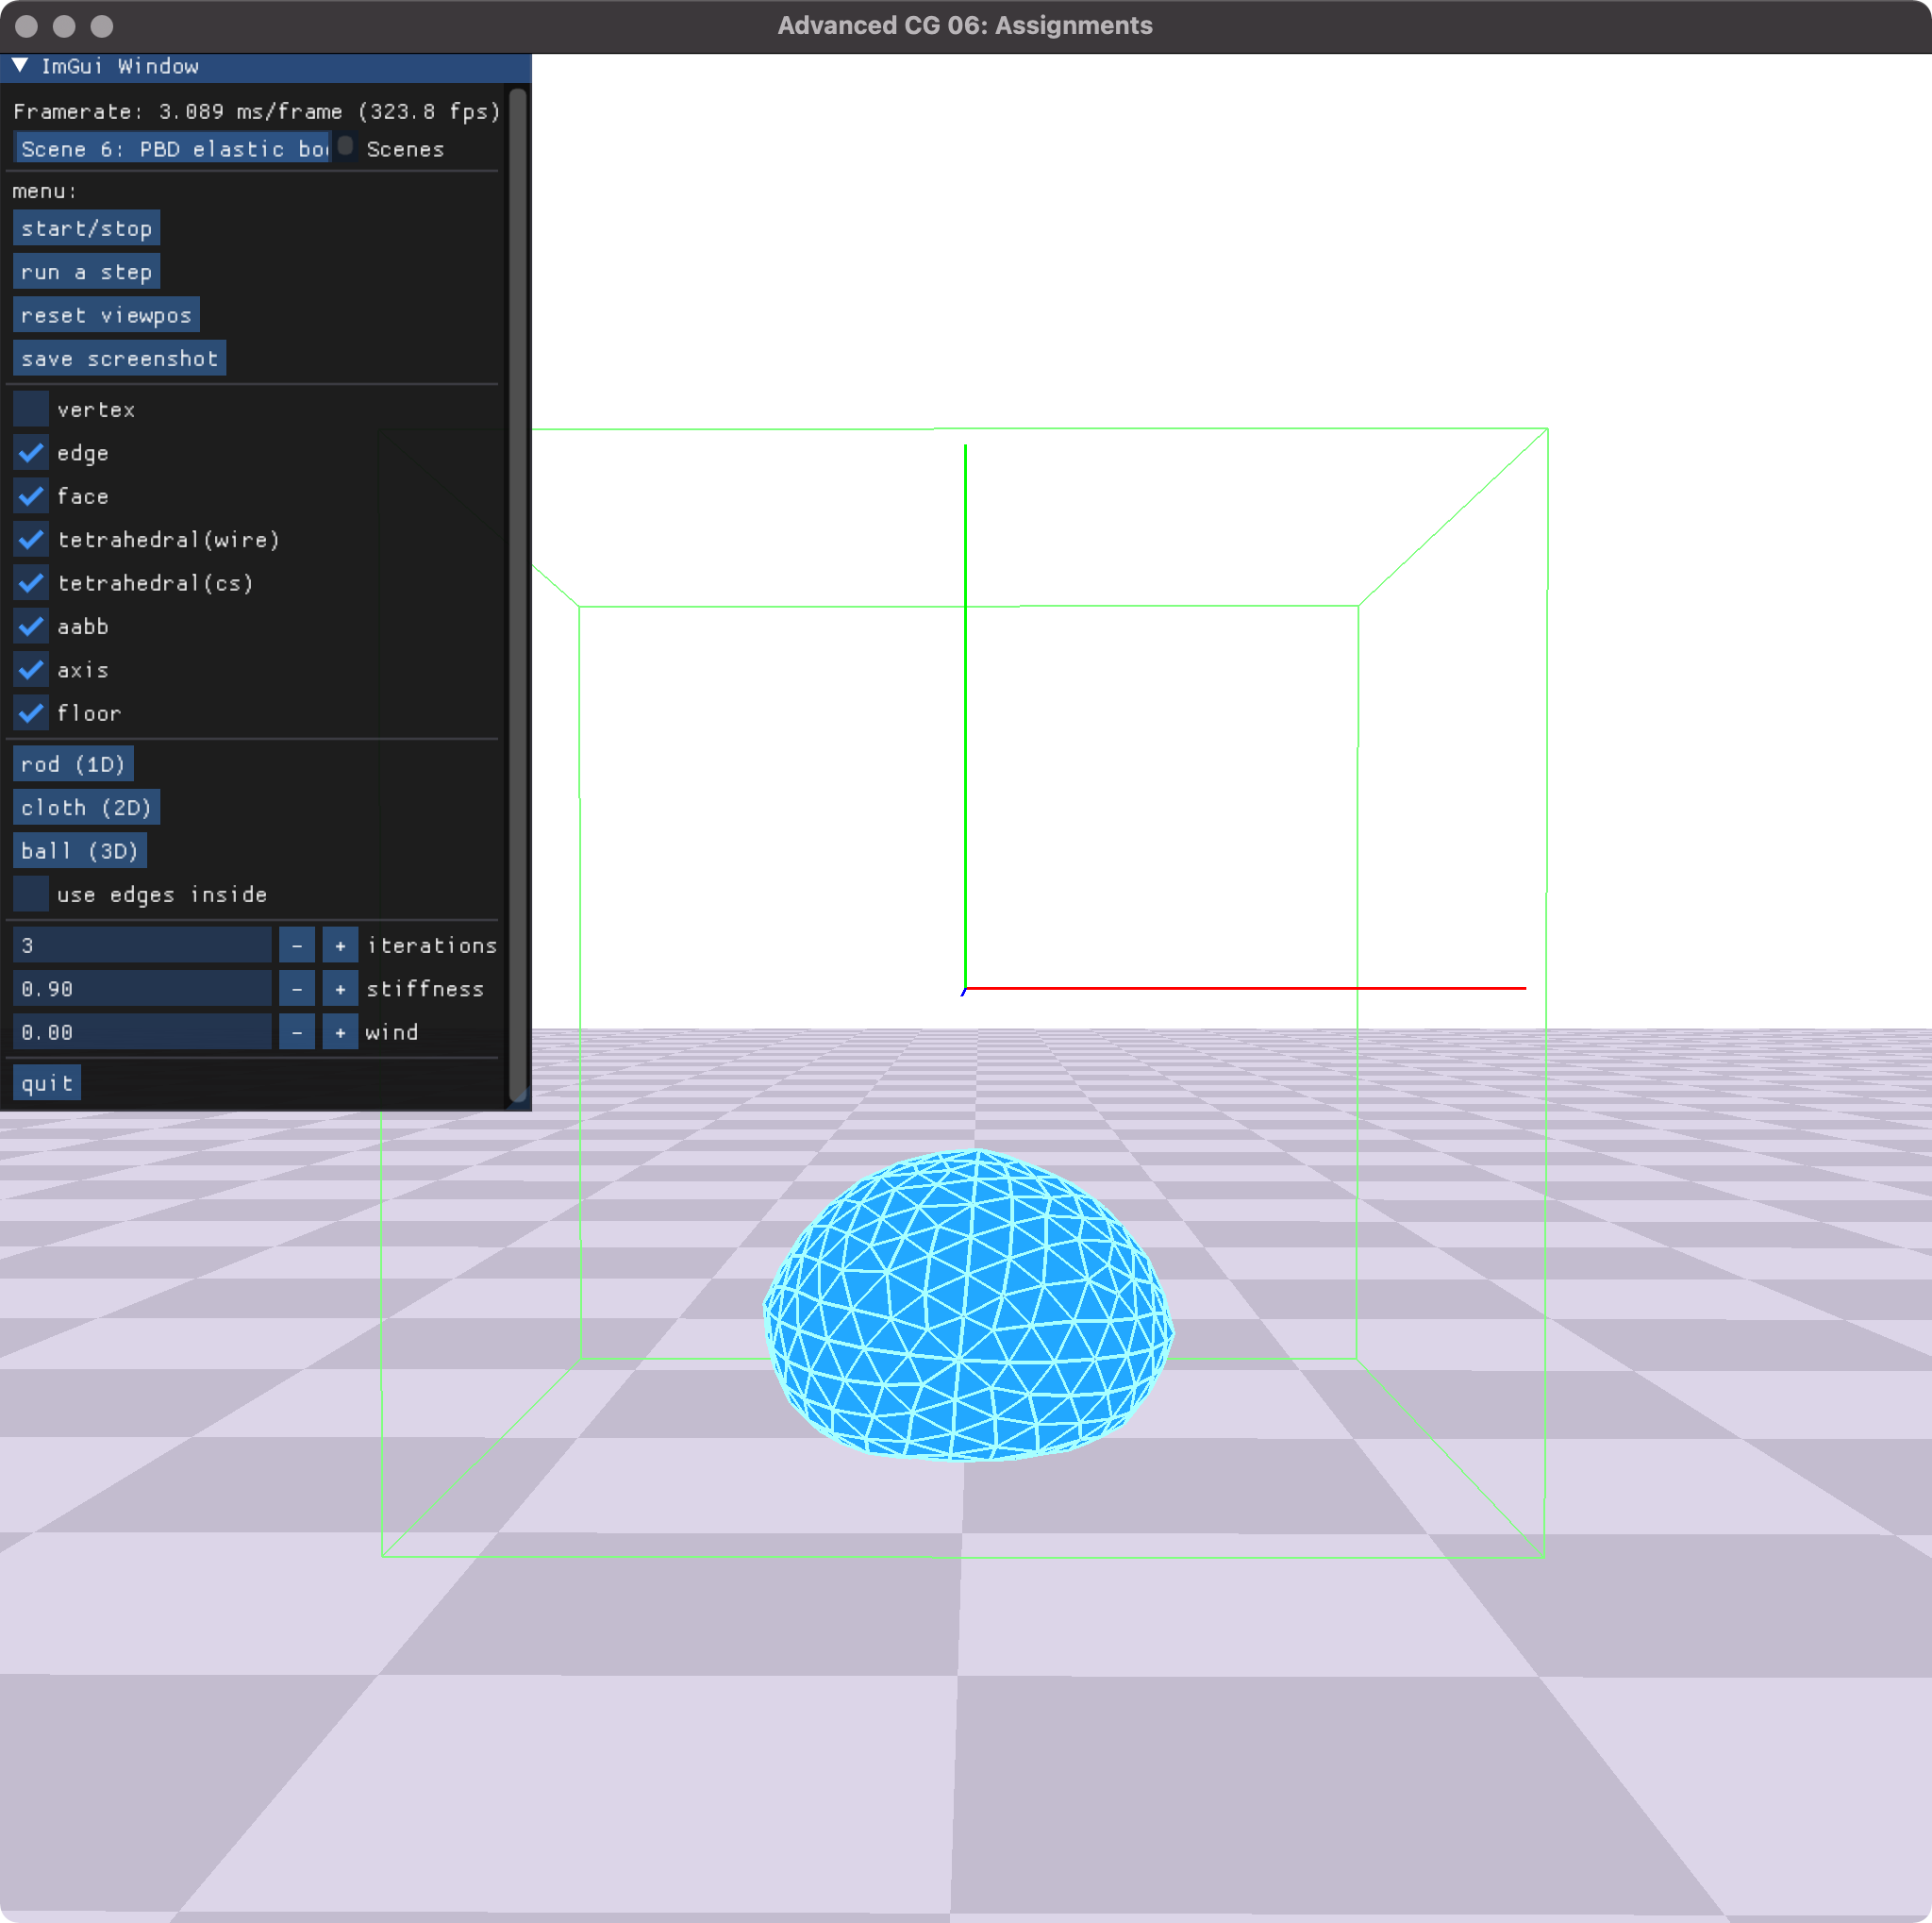 Advanced CG 06: Assignments
ImGui Window
Framerate: 3.089 ms/frame (323.8 fps)
Scene 6: PBD elastic Scenes
menu:
start/stop
run a step
reset viewpos
save screenshot
vertex
edge
face
tetrahedral(wire)
tetrahedral(cs)
aabb
axis
floor
rod (1D)
cloth (2D)
ball (3D)
use edges inside
3 - + iterations
0.90 - + stiffness
0.00 - + wind
quit